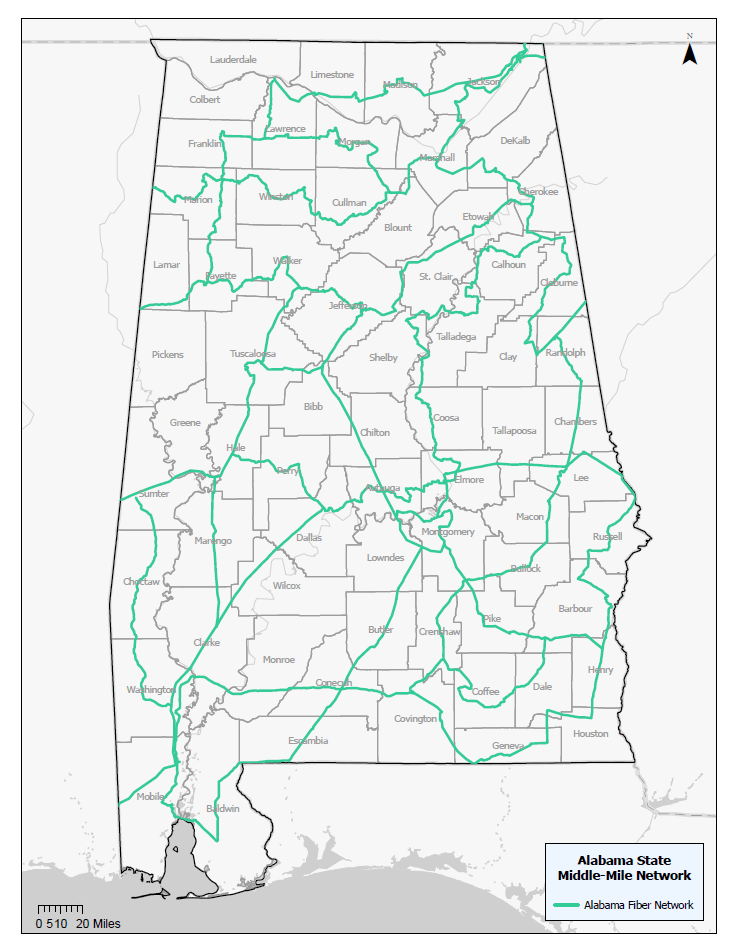 N
Lauderdale
Limestone
Madison
Jackson
Colbert
Lawrence
Franklin
Morgan
DeKalb
Marshall
Cherokee
Marion
Winston
Cullman
Etowah
Blount
Lamar
Fayette
Walker
St. Clair
Calhoun
Cleburne
Jefferson
Talladega
Pickens
Tuscaloosa
Shelby
Clay
Randolph
Bibb
Greene
Chilton
Coosa
Tallapoosa
Chambers
Hale
Perry
Sumter
Autauga
Elmore
Lee
Macon
Marengo
Dallas
Montgomery
Russell
Lowndes
Bullock
Choctaw
Wilcox
Barbour
Pike
Butler
Crenshaw
Clarke
Monroe
Henry
Washington
Conecuh
Coffee
Dale
Covington
Escambia
Geneva
Houston
Mobile
Baldwin
Alabama State
Middle-Mile Network
Alabama Fiber Network
0 5 10 20 Miles